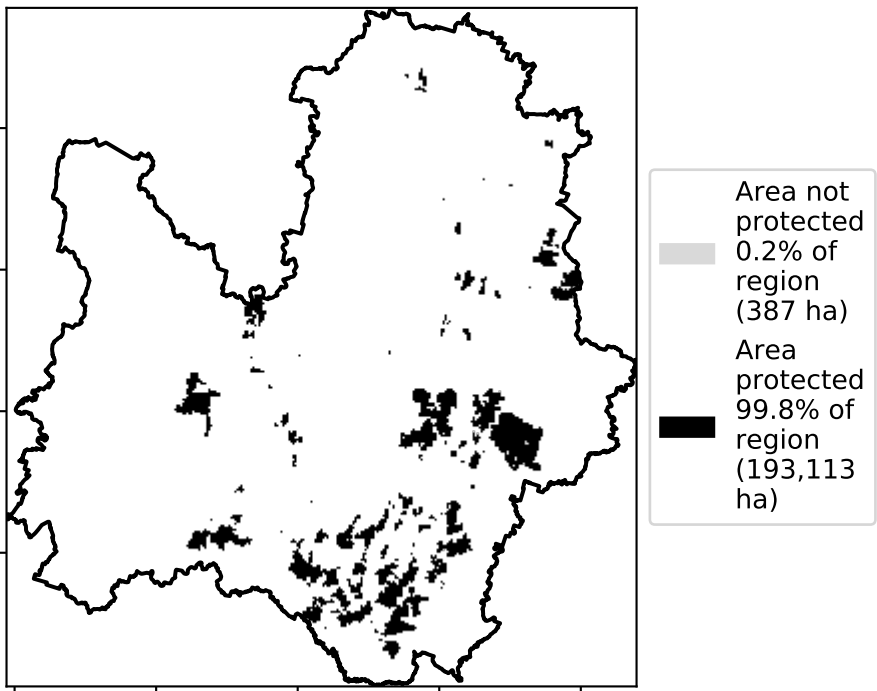 Area not
protected
0.2% of
region
(387 ha)
Area
protected
99.8% of
region
(193,113
ha)